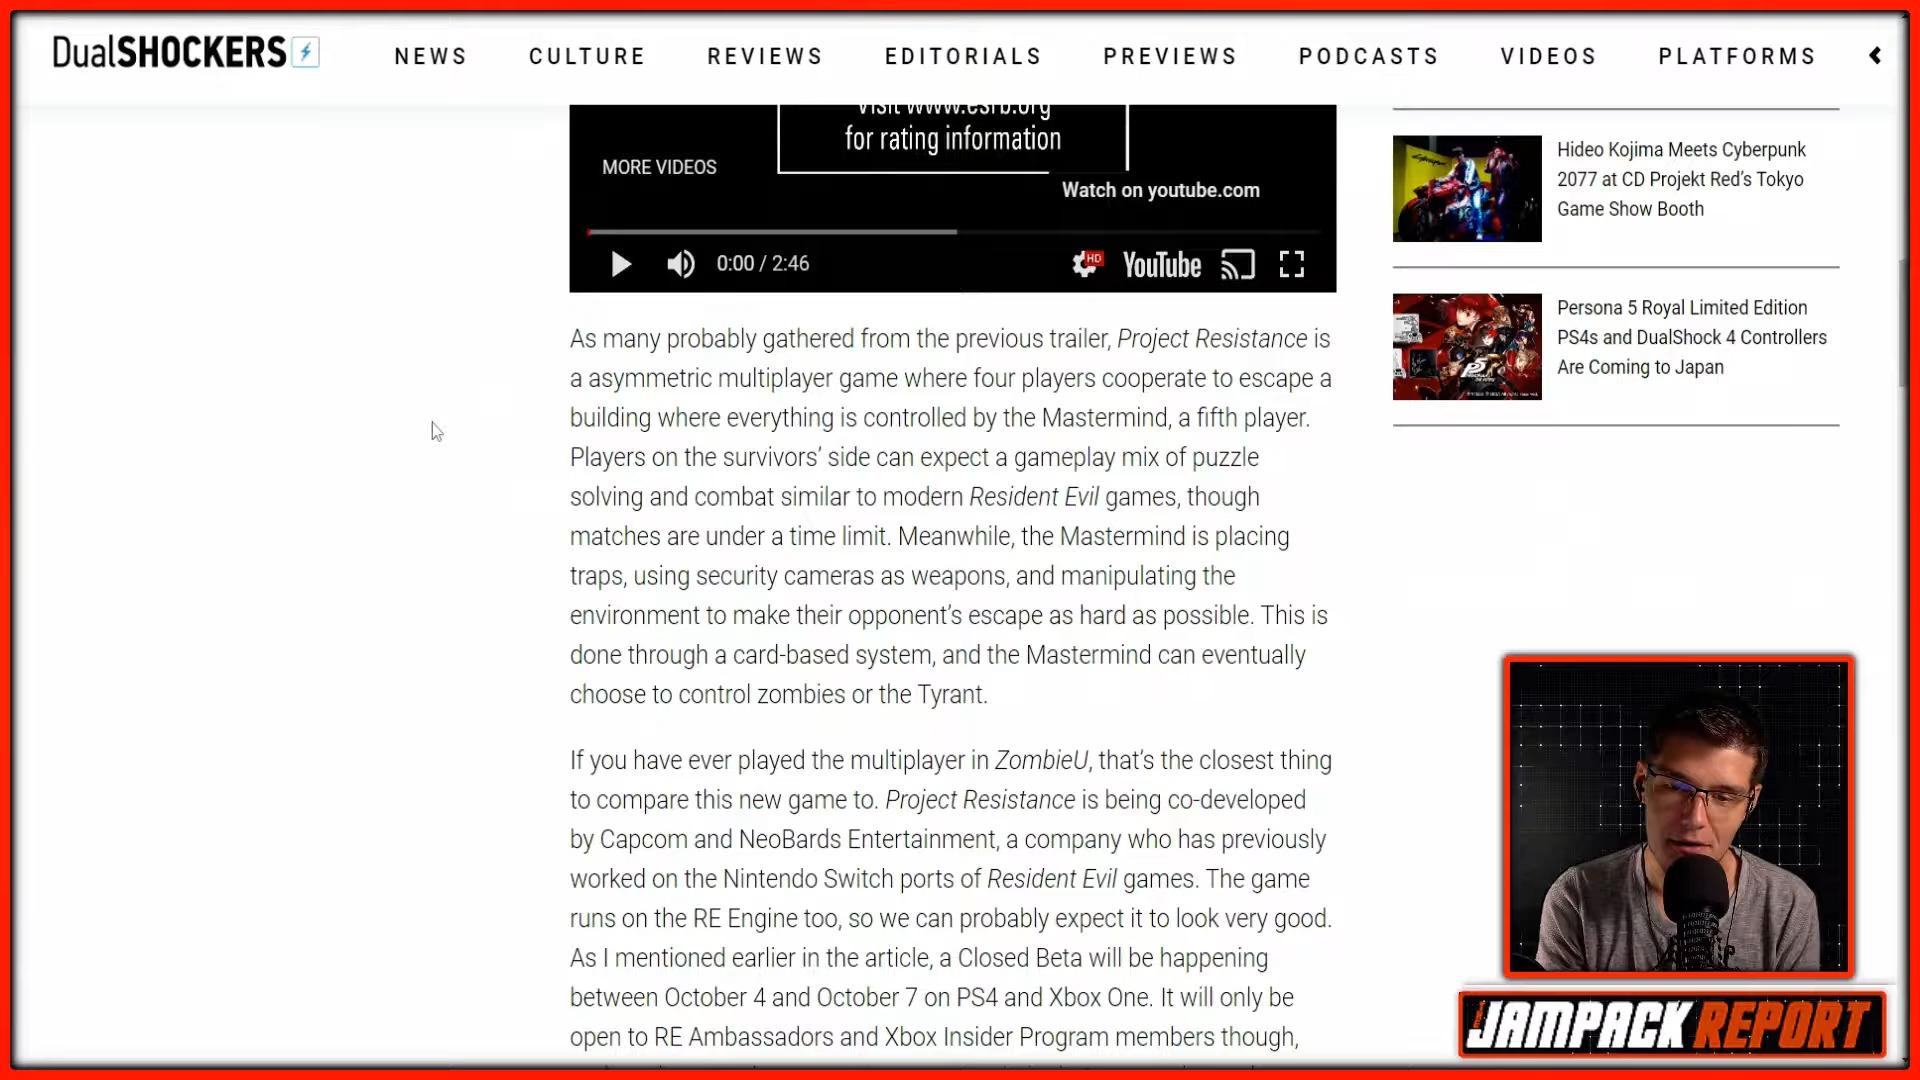 DualSHOCKERS
NEWS CULTURE REVIEWS EDITORIALS PREVIEWS PODCASTS VIDEOS PLATFORMS
visit www.esrb.org
for rating information
MORE VIDEOS
Watch on youtube.com
0:00 / 2:46
HD
YouTube
As many probably gathered from the previous trailer, Project Resistance is
a asymmetric multiplayer game where four players cooperate to escape a
building where everything is controlled by the Mastermind, a fifth player.
Players on the survivors’ side can expect a gameplay mix of puzzle
solving and combat similar to modern Resident Evil games, though
matches are under a time limit. Meanwhile, the Mastermind is placing
traps, using security cameras as weapons, and manipulating the
environment to make their opponent’s escape as hard as possible. This is
done through a card-based system, and the Mastermind can eventually
choose to control zombies or the Tyrant.
If you have ever played the multiplayer in ZombieU, that’s the closest thing
to compare this new game to. Project Resistance is being co-developed
by Capcom and NeoBards Entertainment, a company who has previously
worked on the Nintendo Switch ports of Resident Evil games. The game
runs on the RE Engine too, so we can probably expect it to look very good.
As I mentioned earlier in the article, a Closed Beta will be happening
between October 4 and October 7 on PS4 and Xbox One. It will only be
open to RE Ambassadors and Xbox Insider Program members though,
Hideo Kojima Meets Cyberpunk
2077 at CD Projekt Red’s Tokyo
Game Show Booth
Persona 5 Royal Limited Edition
PS4s and DualShock 4 Controllers
Are Coming to Japan
JAMPACK REPORT